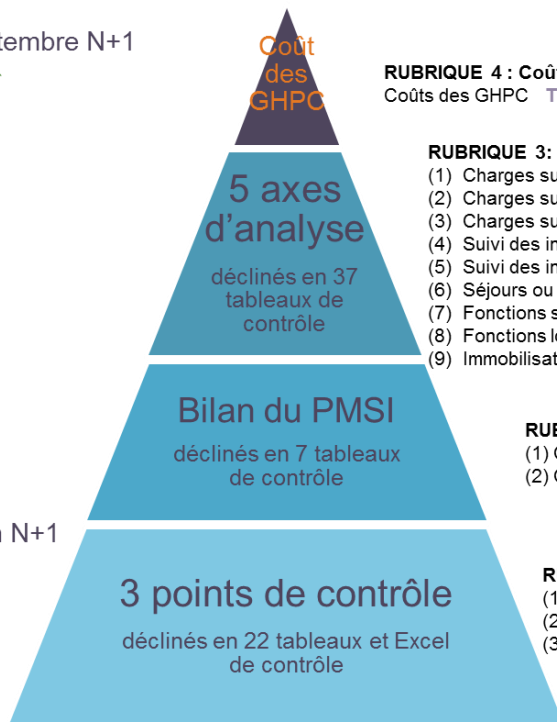 tembre N+1
Coût
des
GHPC
RUBRIQUE 4 : Coût
Coûts des GHPC T
5 axes
d'analyse
déclinés en 37
tableaux de
contrôle
RUBRIQUE 3:
(1) Charges su
(2) Charges su
(3) Charges su
(4) Suivi des in
(5) Suivi des in
(6) Séjours ou
(7) Fonctions s
(8) Fonctions lo
(9) Immobilisat
Bilan du PMSI
déclinés en 7 tableaux
de contrôle
RUB
(1) C
(2) C
N+1
3 points de contrôle
déclinés en 22 tableaux et Excel
de contrôle
R
(1
(2
(3